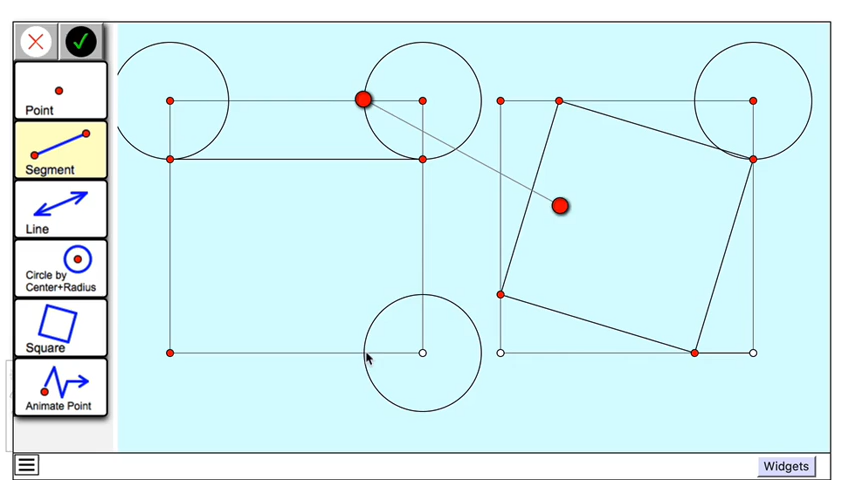 Point
Segment
Line
Circle by
Center+Radius
Square
Animate Point
Widgets